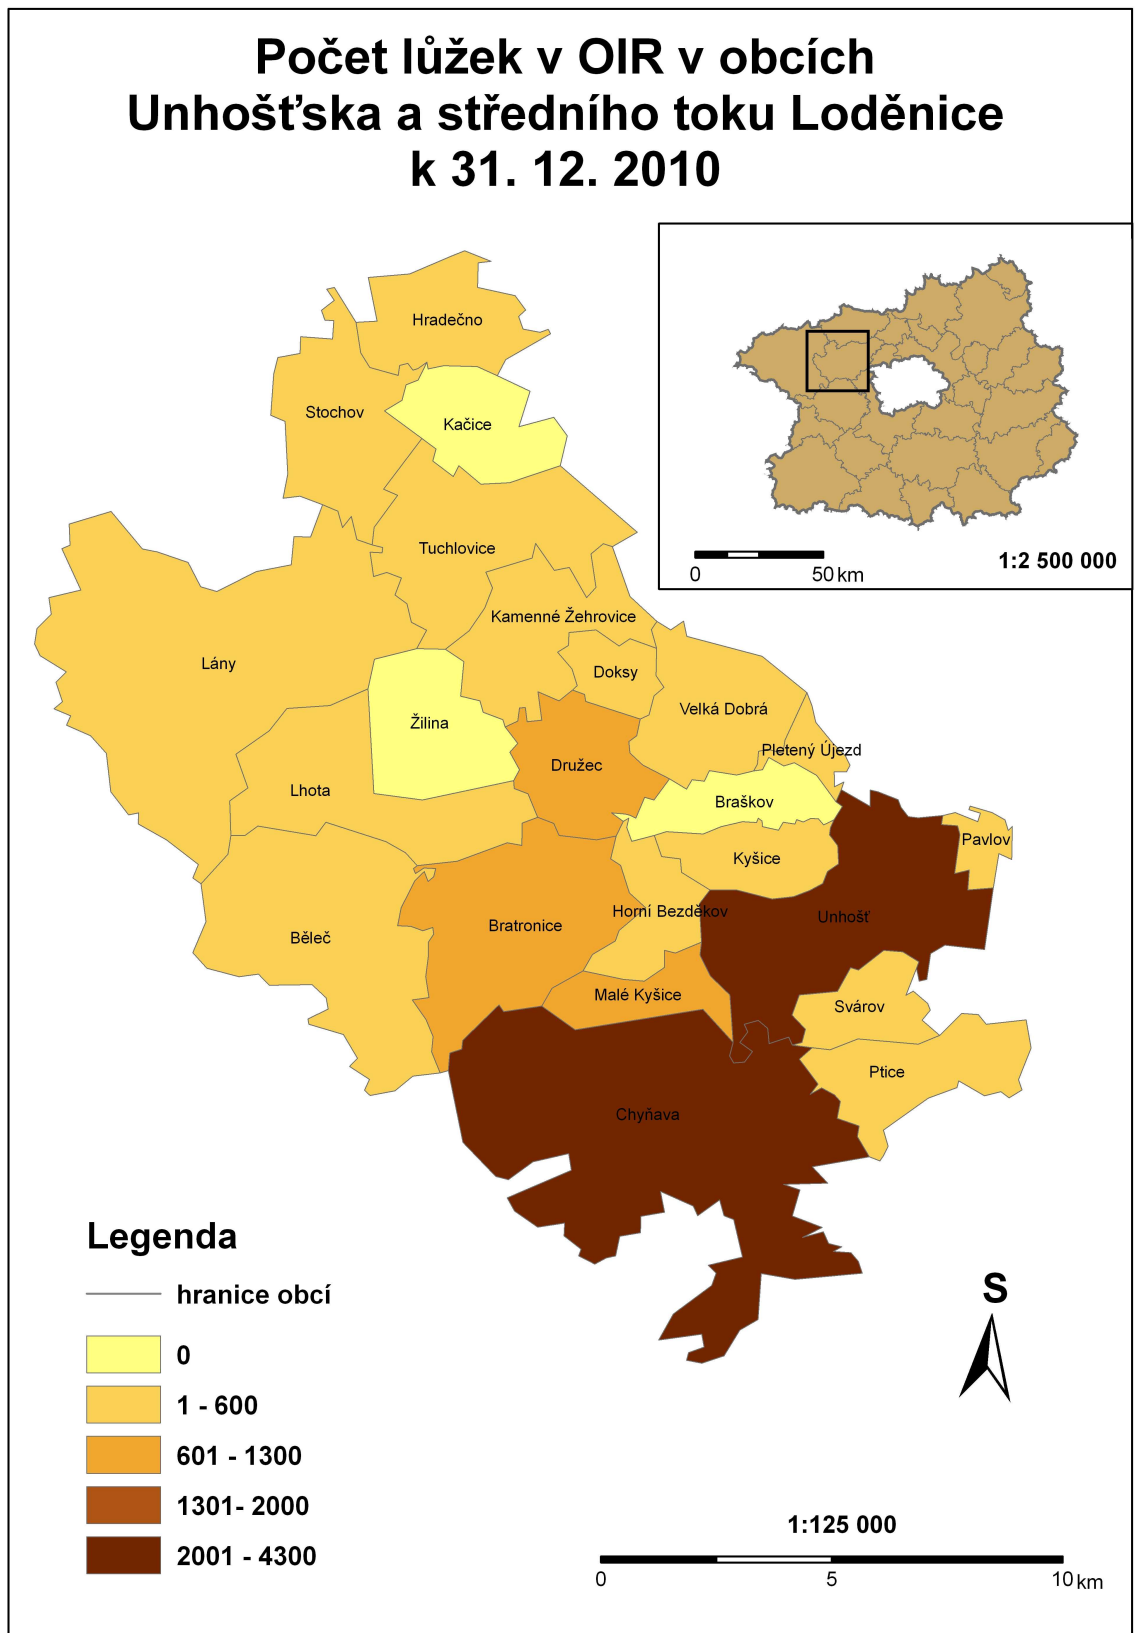 Počet lůžek v OIR v obcích
Unhošťska a středního toku Loděnice
k 31. 12. 2010
1:2 500 000
0 50 km
Hradečno
Stochov
Kačice
Tuchlovice
Kamenné Žehrovice
Lány
Doksy
Žilina
Velká Dobrá
Pletený Újezd
Družec
Lhota
Braškov
Pavlov
Kyšice
Horní Bezděkov
Unhošť
Bratronice
Běleč
Malé Kyšice
Svárov
Ptice
Chyňava
Legenda
hranice obcí
0
1 - 600
601 - 1300
1301- 2000
2001 - 4300
S
1:125 000
0 5 10 km